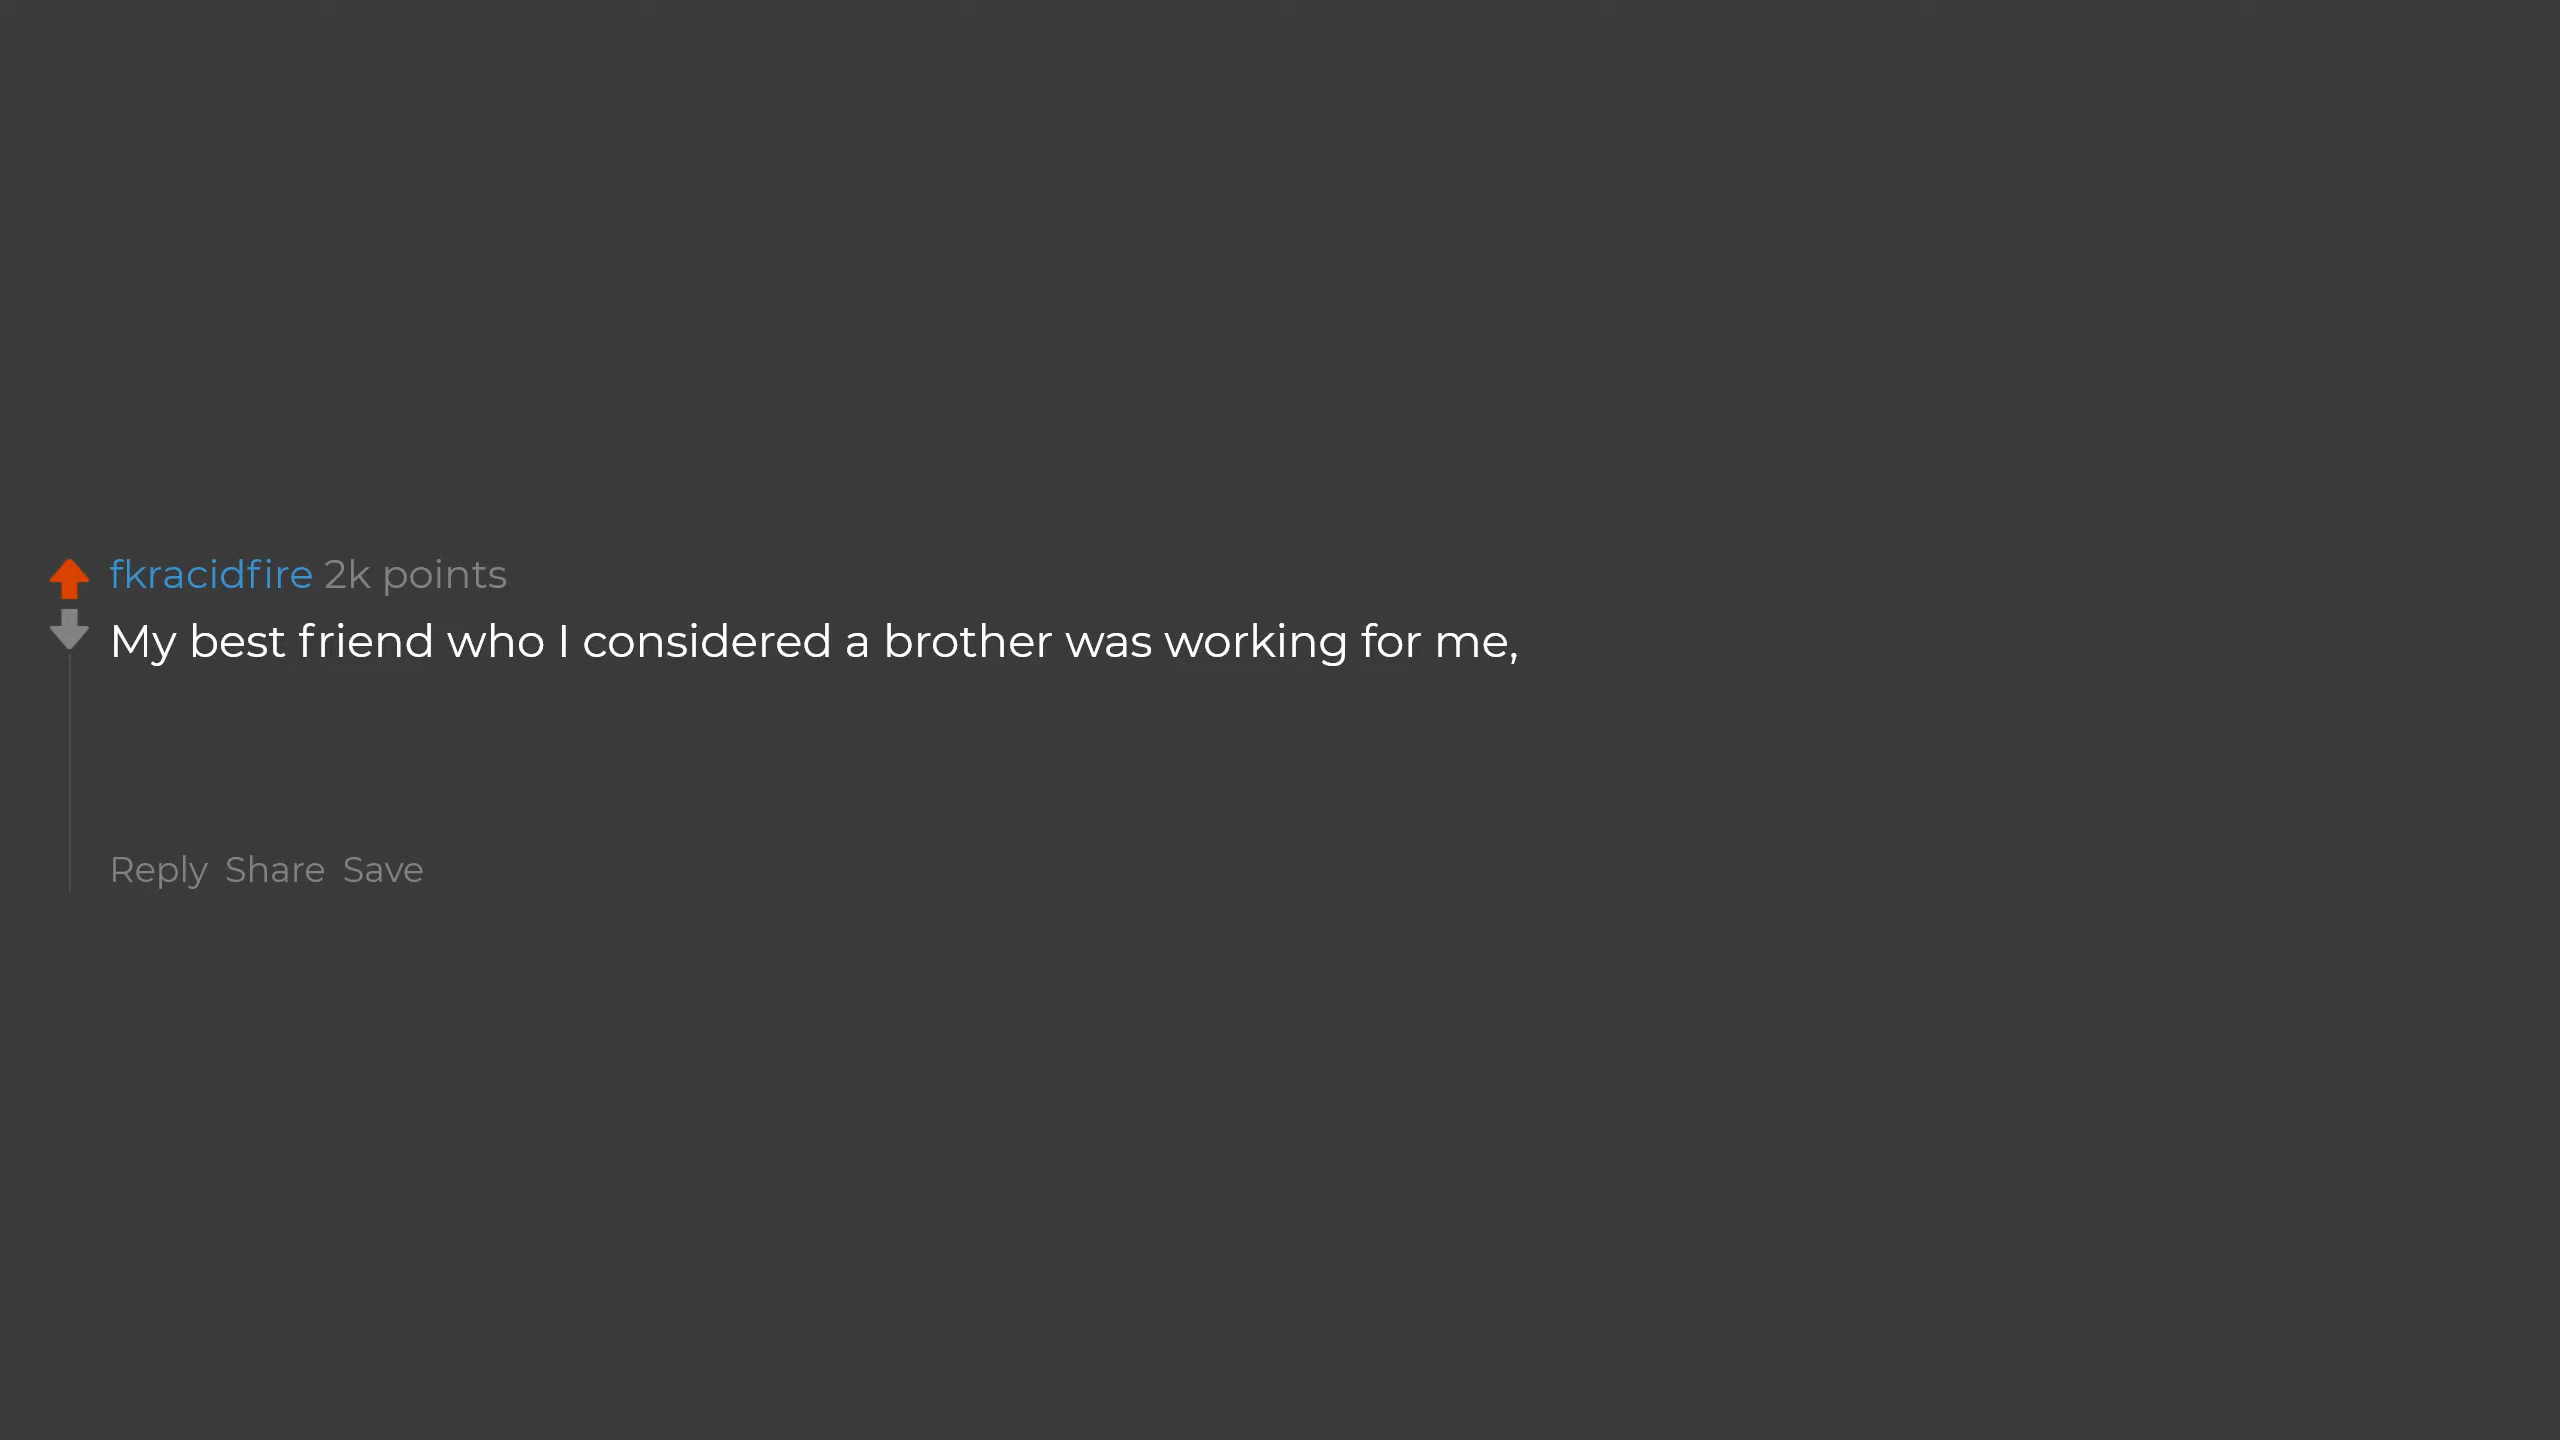 fkracidfire 2k points
My best friend who I considered a brother was working for me,
Reply Share Save